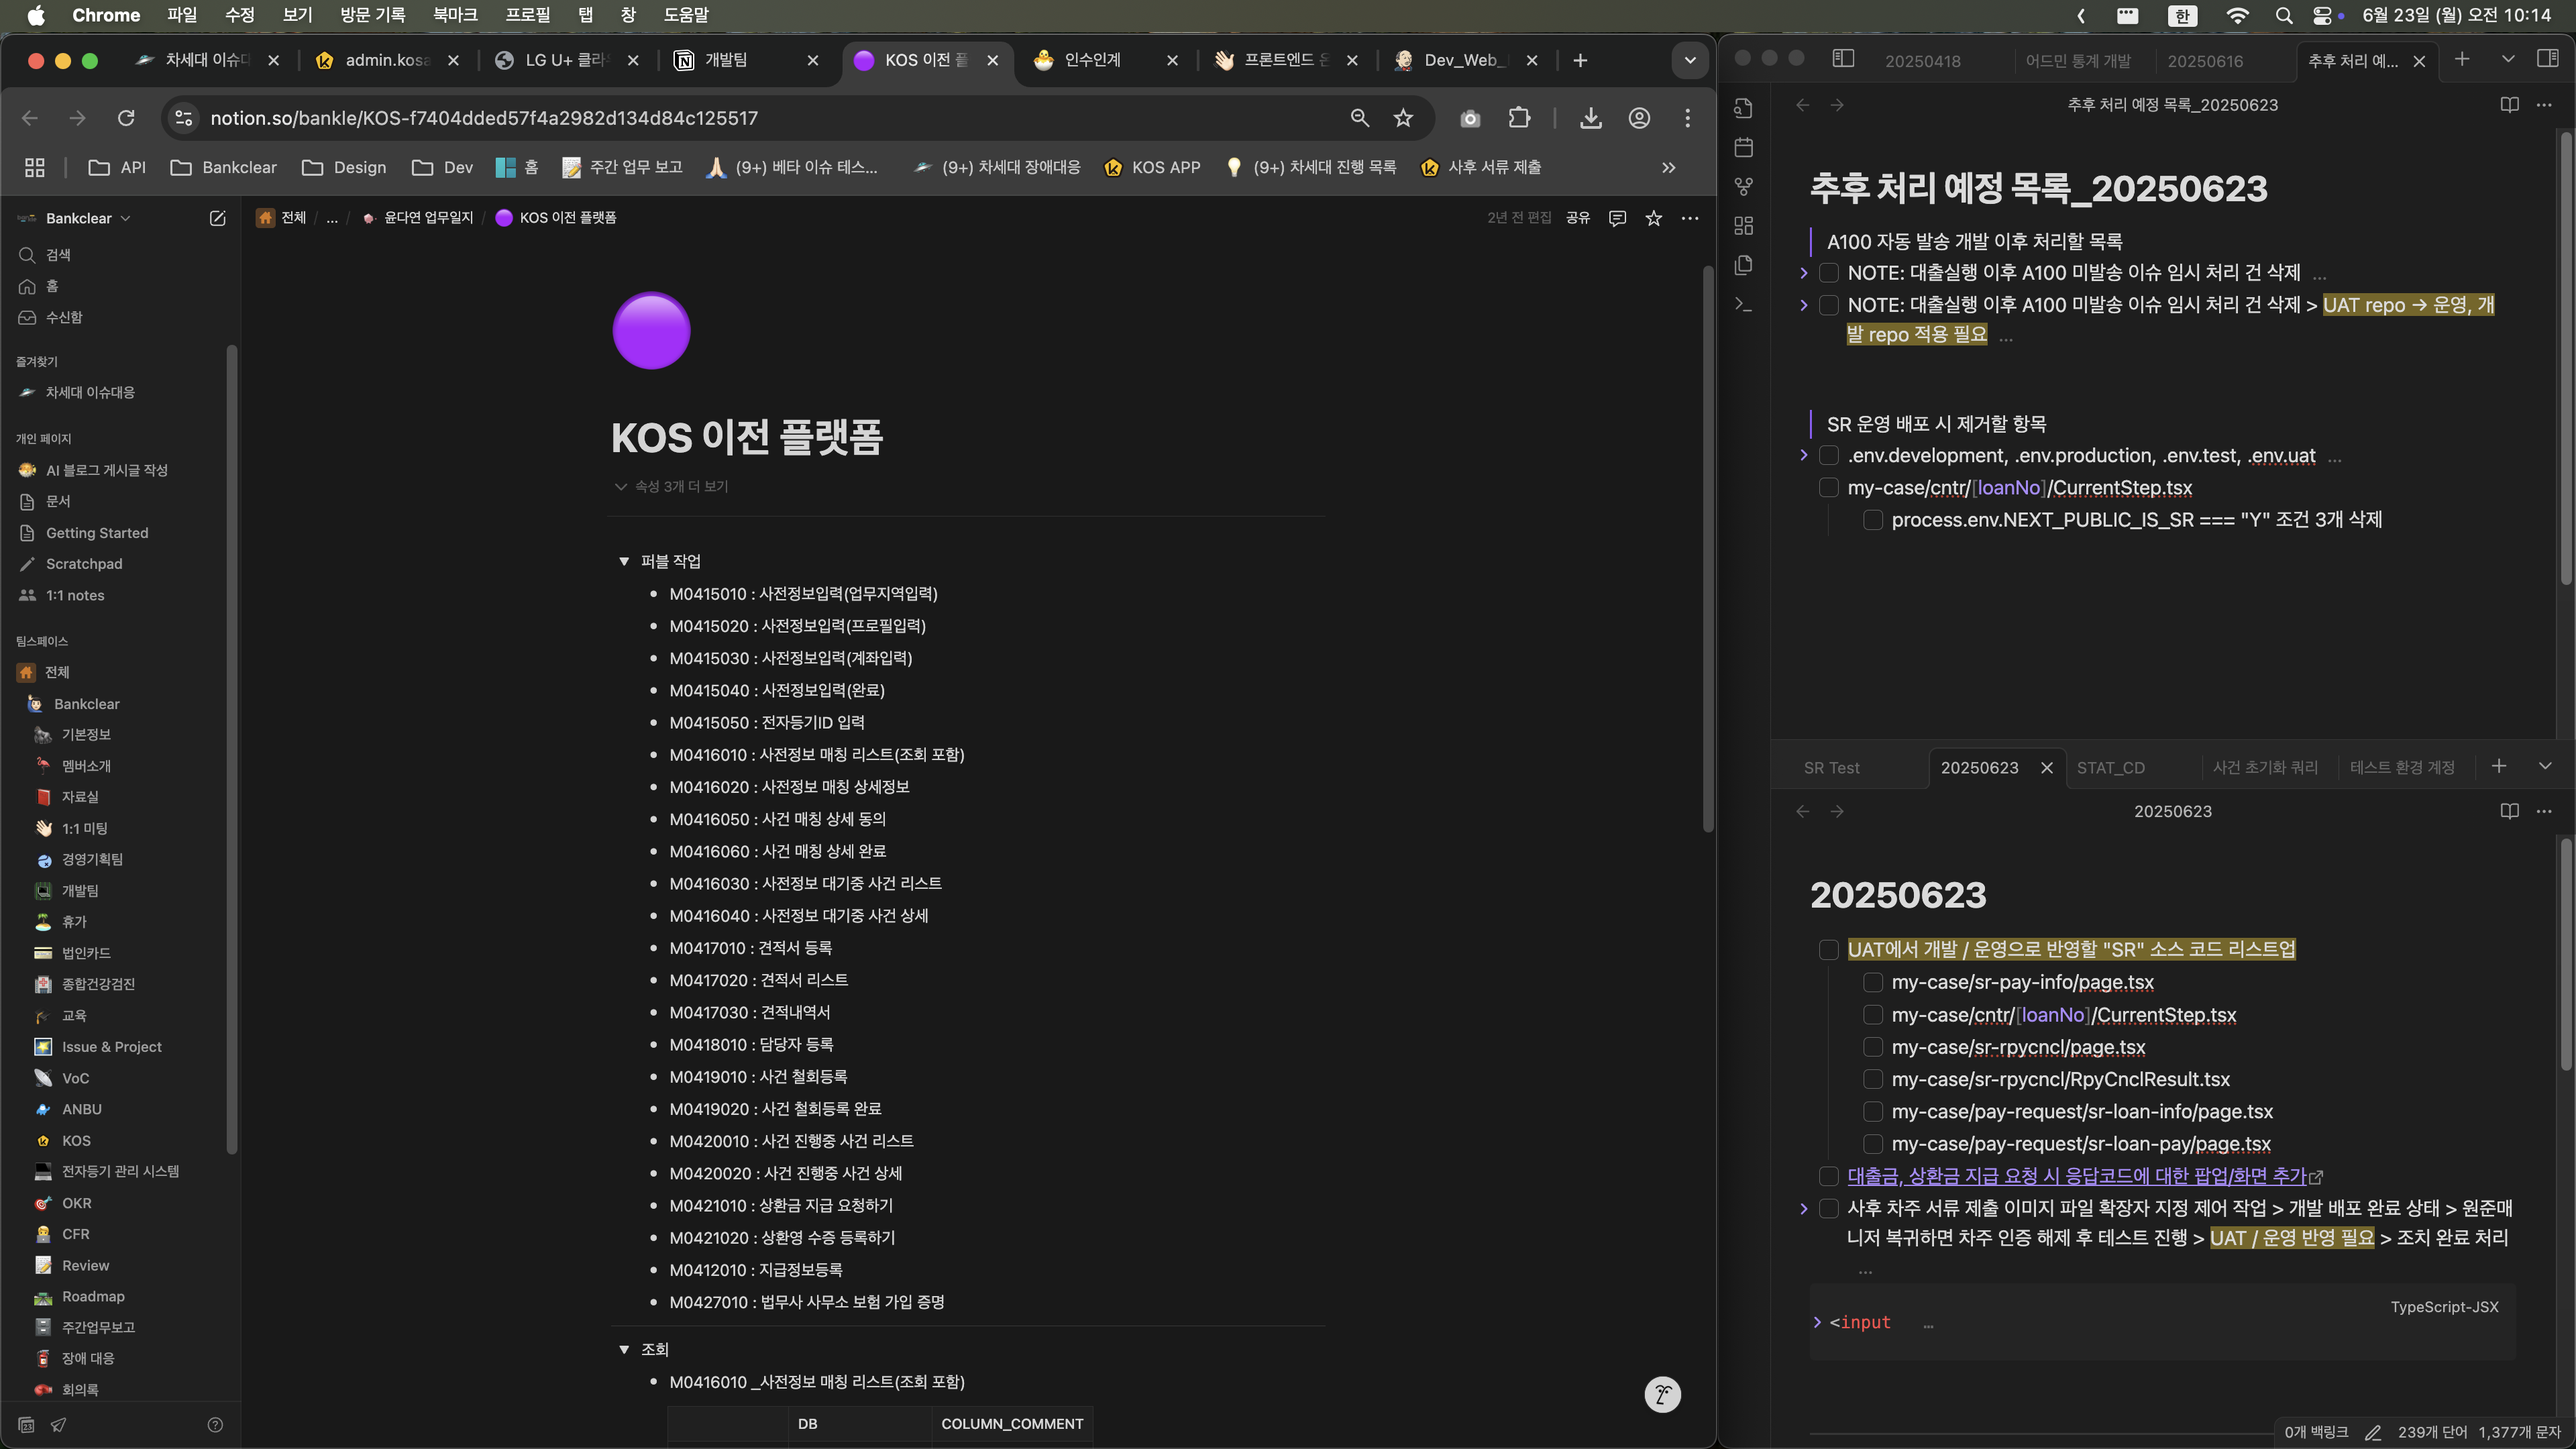 Chrome 파일 수정 보기 방문 기록 북마크 프로필 탭 창 도움말
한 6월 23일 (월) 오전 10:14
차세대 이슈대 admin.kosa LG U+ 클라 개발팀 KOS 이전 플 인수인계 프론트엔드 Dev_Web_
notion.so/bankle/KOS-f7404dded57f4a2982d134d84c125517
API Bankclear Design Dev 홈 주간 업무 보고 (9+) 베타 이슈 테스... (9+) 차세대 장애대응 KOS APP (9+) 차세대 진행 목록 사후 서류 제출
Bankclear
검색
홈
수신함
즐겨찾기
차세대 이슈대응
개인 페이지
AI 블로그 게시글 작성
문서
Getting Started
Scratchpad
1:1 notes
팀스페이스
전체
Bankclear
기본정보
멤버소개
자료실
1:1 미팅
경영기획팀
개발팀
휴가
법인카드
종합건강검진
교육
Issue & Project
VoC
ANBU
KOS
전자등기 관리 시스템
OKR
CFR
Review
Roadmap
주간업무보고
장애 대응
회의록
전체 / ... / 윤다연 업무일지 / KOS 이전 플랫폼
2년 전 편집 공유
KOS 이전 플랫폼
속성 3개 더 보기
퍼블 작업
M0415010 : 사전정보입력(업무지역입력)
M0415020 : 사전정보입력(프로필입력)
M0415030 : 사전정보입력(계좌입력)
M0415040 : 사전정보입력(완료)
M0415050 : 전자등기ID 입력
M0416010 : 사전정보 매칭 리스트(조회 포함)
M0416020 : 사전정보 매칭 상세정보
M0416050 : 사건 매칭 상세 동의
M0416060 : 사건 매칭 상세 완료
M0416030 : 사전정보 대기중 사건 리스트
M0416040 : 사전정보 대기중 사건 상세
M0417010 : 견적서 등록
M0417020 : 견적서 리스트
M0417030 : 견적내역서
M0418010 : 담당자 등록
M0419010 : 사건 철회등록
M0419020 : 사건 철회등록 완료
M0420010 : 사건 진행중 사건 리스트
M0420020 : 사건 진행중 사건 상세
M0421010 : 상환금 지급 요청하기
M0421020 : 상환영 수증 등록하기
M0412010 : 지급정보등록
M0427010 : 법무사 사무소 보험 가입 증명
조회
M0416010 _사전정보 매칭 리스트(조회 포함)
DB COLUMN_COMMENT
20250418 어드민 통계 개발 20250616 추후 처리 예...
추후 처리 예정 목록_20250623
추후 처리 예정 목록_20250623
A100 자동 발송 개발 이후 처리할 목록
NOTE: 대출실행 이후 A100 미발송 이슈 임시 처리 건 삭제 ...
NOTE: 대출실행 이후 A100 미발송 이슈 임시 처리 건 삭제 > UAT repo → 운영, 개
발 repo 적용 필요 ...
SR 운영 배포 시 제거할 항목
.env.development, .env.production, .env.test, .env.uat ...
my-case/cntr/[loanNo]/CurrentStep.tsx
process.env.NEXT_PUBLIC_IS_SR === "Y" 조건 3개 삭제
SR Test 20250623 STAT_CD 사건 초기화 쿼리 테스트 환경 계정
20250623
20250623
UAT에서 개발 / 운영으로 반영할 "SR" 소스 코드 리스트업
my-case/sr-pay-info/page.tsx
my-case/cntr/[loanNo]/CurrentStep.tsx
my-case/sr-rpycncl/page.tsx
my-case/sr-rpycncl/RpyCnclResult.tsx
my-case/pay-request/sr-loan-info/page.tsx
my-case/pay-request/sr-loan-pay/page.tsx
대출금, 상환금 지급 요청 시 응답코드에 대한 팝업/화면 추가
사후 차주 서류 제출 이미지 파일 확장자 지정 제어 작업 > 개발 배포 완료 상태 > 원준매
니저 복귀하면 차주 인증 해제 후 테스트 진행 > UAT / 운영 반영 필요 > 조치 완료 처리
...
TypeScript-JSX
<input ...
0개 백링크 239개 단어 1,377개 문자